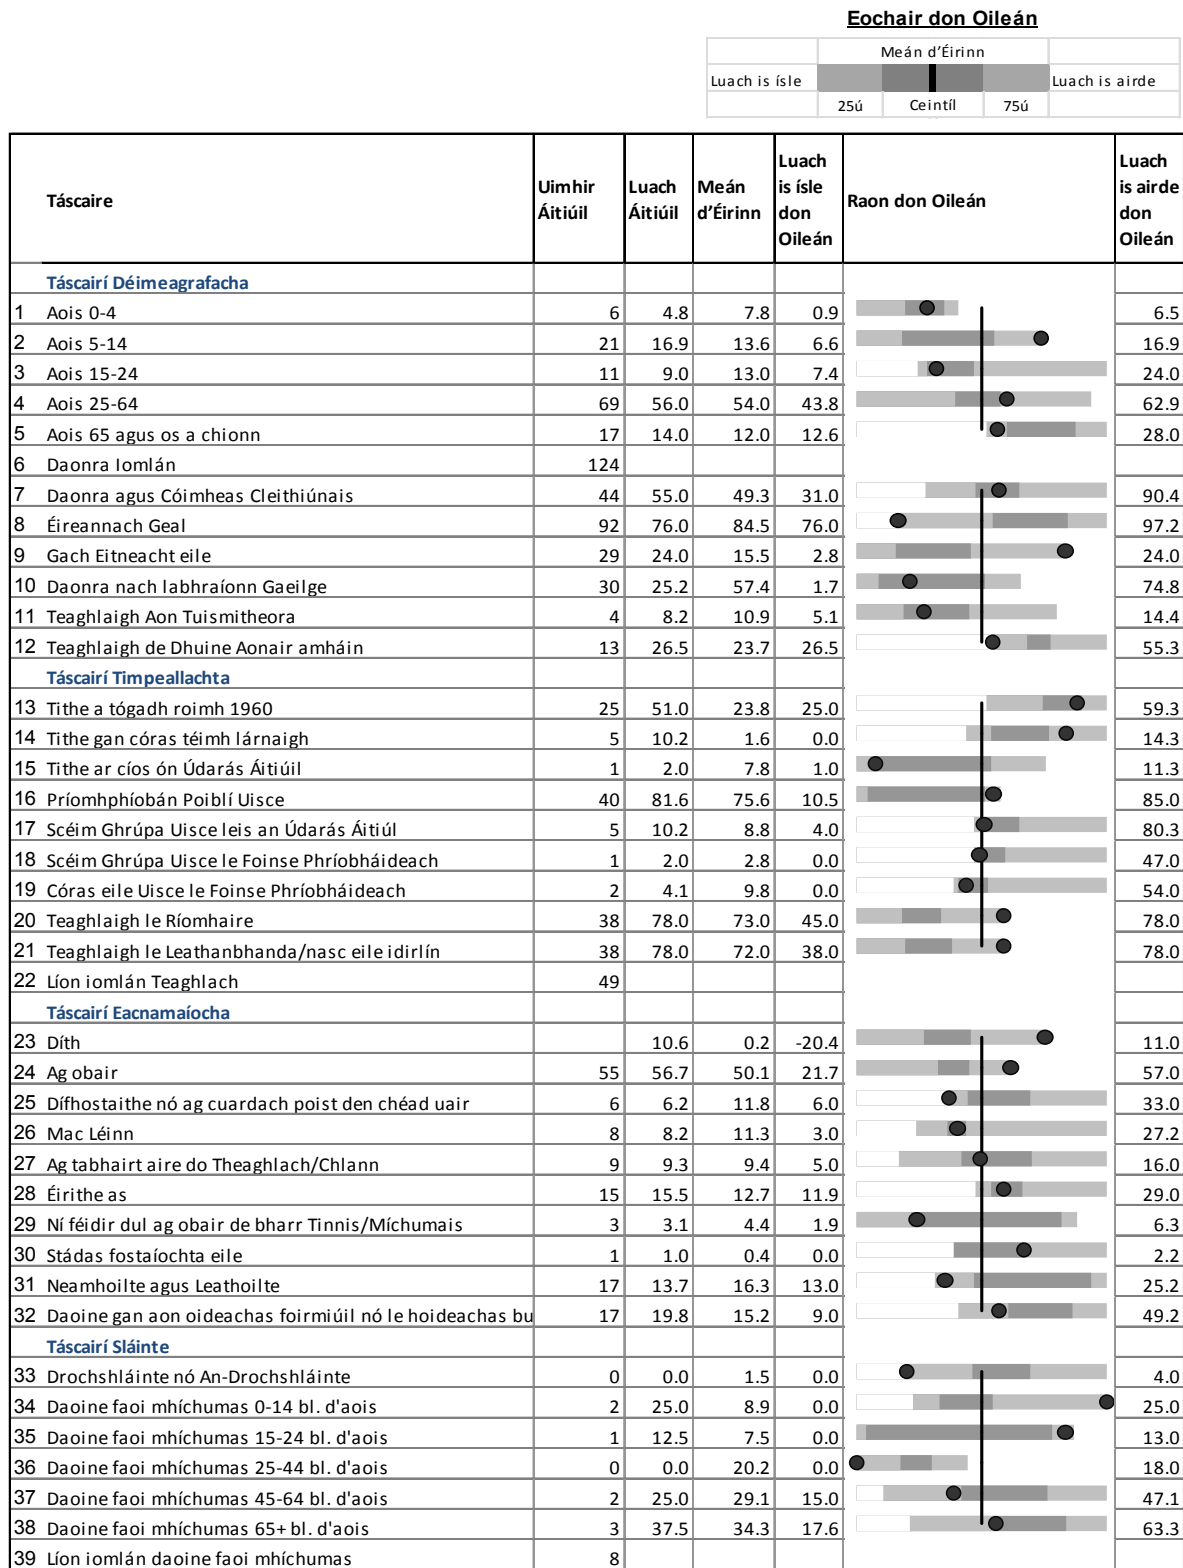 Eochair don Oileán
Meán d'Éirinn
Luach is ísle Luach is airde
25ú Ceintíl 75ú
Táscaire Uimhir Áitiúil Luach Áitiúil Meán d'Éirinn Luach is ísle don Oileán Raon don Oileán Luach is airde don Oileán
Táscairí Déimeagrafacha
1 Aois 0-4 6 4.8 7.8 0.9 6.5
2 Aois 5-14 21 16.9 13.6 6.6 16.9
3 Aois 15-24 11 9.0 13.0 7.4 24.0
4 Aois 25-64 69 56.0 54.0 43.8 62.9
5 Aois 65 agus os a chionn 17 14.0 12.0 12.6 28.0
6 Daonra Iomlán 124
7 Daonra agus Cóimheas Cleithiúnais 44 55.0 49.3 31.0 90.4
8 Éireannach Geal 92 76.0 84.5 76.0 97.2
9 Gach Eitneacht eile 29 24.0 15.5 2.8 24.0
10 Daonra nach labhraíonn Gaeilge 30 25.2 57.4 1.7 74.8
11 Teaghlaigh Aon Tuismitheora 4 8.2 10.9 5.1 14.4
12 Teaghlaigh de Dhuine Aonair amháin 13 26.5 23.7 26.5 55.3
Táscairí Timpeallachta
13 Tithe a tógadh roimh 1960 25 51.0 23.8 25.0 59.3
14 Tithe gan córas téimh lárnaigh 5 10.2 1.6 0.0 14.3
15 Tithe ar cíos ón Údarás Áitiúil 1 2.0 7.8 1.0 11.3
16 Príomhphíobán Poiblí Uisce 40 81.6 75.6 10.5 85.0
17 Scéim Ghrúpa Uisce leis an Údarás Áitiúl 5 10.2 8.8 4.0 80.3
18 Scéim Ghrúpa Uisce le Foinse Phríobháideach 1 2.0 2.8 0.0 47.0
19 Córas eile Uisce le Foinse Phríobháideach 2 4.1 9.8 0.0 54.0
20 Teaghlaigh le Ríomhaire 38 78.0 73.0 45.0 78.0
21 Teaghlaigh le Leathanbhanda/nasc eile idirlín 38 78.0 72.0 38.0 78.0
22 Líon iomlán Teaghlach 49
Táscairí Eacnamaíocha
23 Díth 10.6 0.2 -20.4 11.0
24 Ag obair 55 56.7 50.1 21.7 57.0
25 Dífhostaithe nó ag cuardach poist den chéad uair 6 6.2 11.8 6.0 33.0
26 Mac Léinn 8 8.2 11.3 3.0 27.2
27 Ag tabhairt aire do Theaghlach/Chlann 9 9.3 9.4 5.0 16.0
28 Éirithe as 15 15.5 12.7 11.9 29.0
29 Ní féidir dul ag obair de bharr Tinnis/Míchumais 3 3.1 4.4 1.9 6.3
30 Stádas fostaíochta eile 1 1.0 0.4 0.0 2.2
31 Neamhoilte agus Leathoilte 17 13.7 16.3 13.0 25.2
32 Daoine gan aon oideachas foirmiúil nó le hoideachas bu 17 19.8 15.2 9.0 49.2
Táscairí Sláinte
33 Drochshláinte nó An-Drochshláinte 0 0.0 1.5 0.0 4.0
34 Daoine faoi mhíchumas 0-14 bl. d'aois 2 25.0 8.9 0.0 25.0
35 Daoine faoi mhíchumas 15-24 bl. d'aois 1 12.5 7.5 0.0 13.0
36 Daoine faoi mhíchumas 25-44 bl. d'aois 0 0.0 20.2 0.0 18.0
37 Daoine faoi mhíchumas 45-64 bl. d'aois 2 25.0 29.1 15.0 47.1
38 Daoine faoi mhíchumas 65+ bl. d'aois 3 37.5 34.3 17.6 63.3
39 Líon iomlán daoine faoi mhíchumas 8